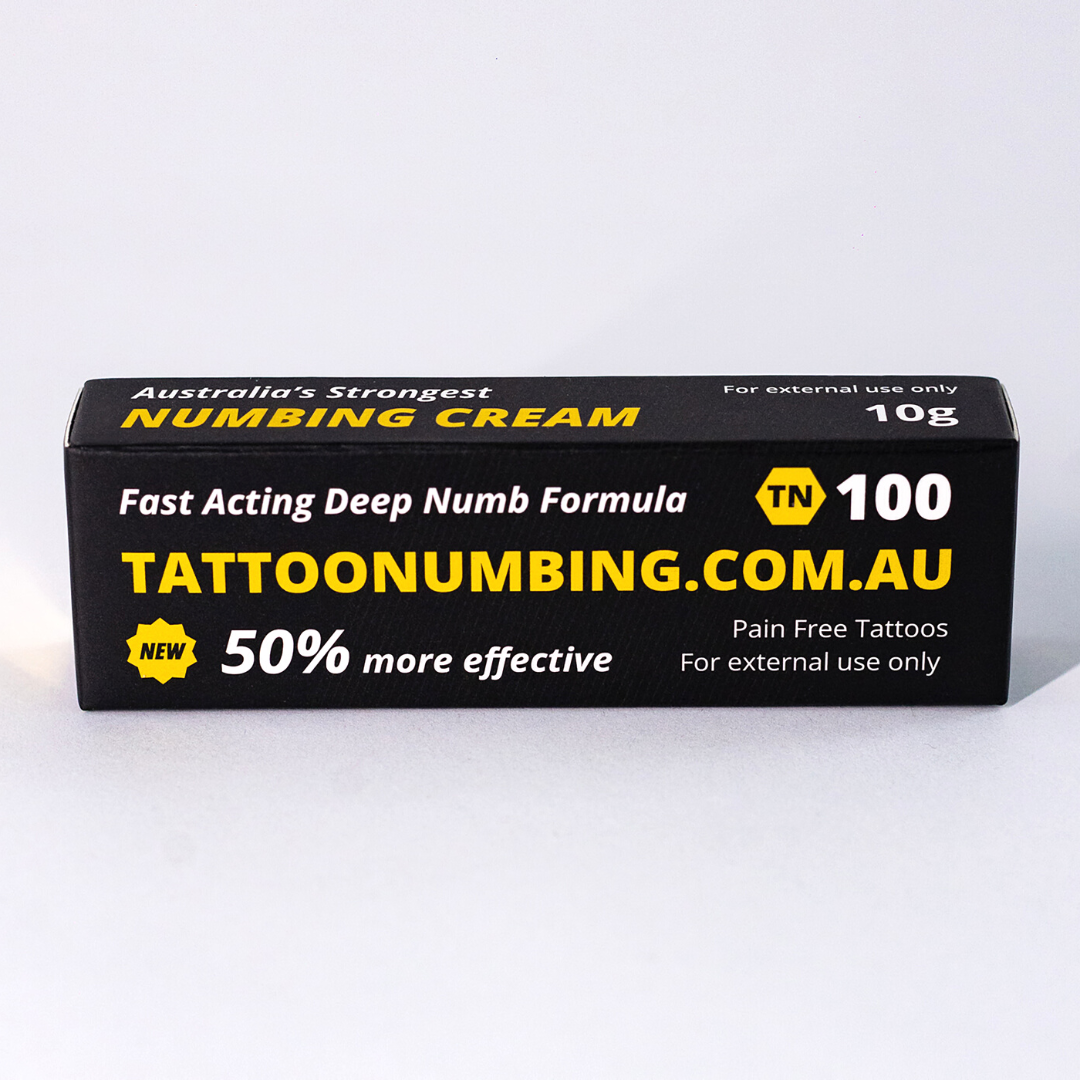 Australia's Strongest
NUMBING CREAM
For external use only
10g
Fast Acting Deep Numb Formula
TN 100
TATTOONUMBING.COM.AU
NEW 50% more effective
Pain Free Tattoos
For external use only